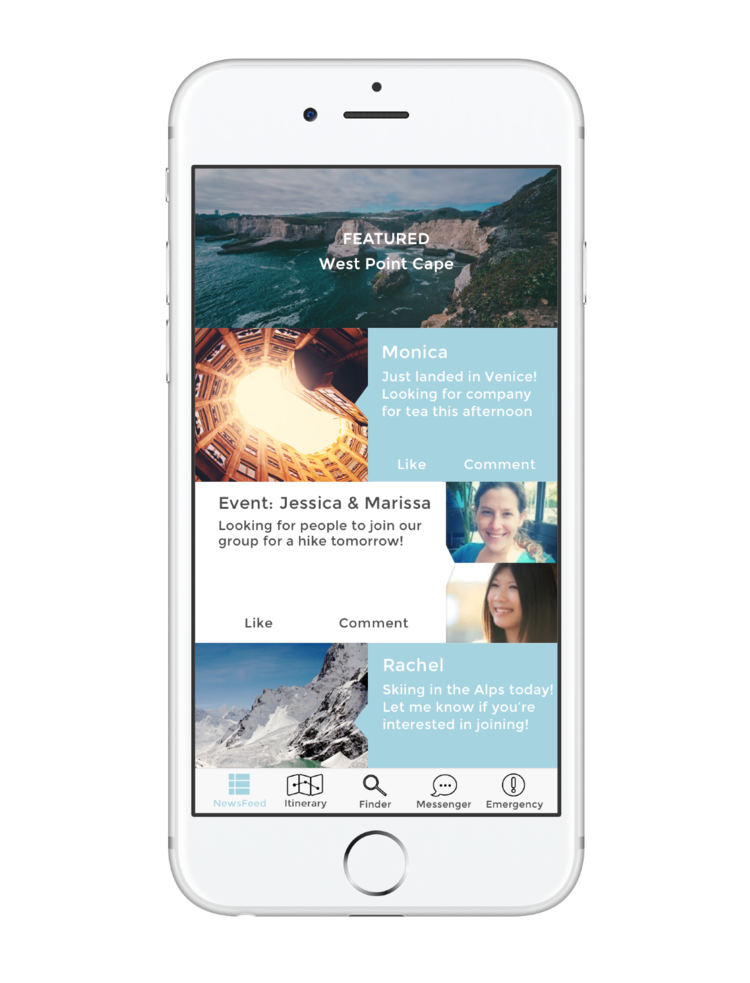 FEATURED
West Point Cape
Monica
Just landed in Venice!
Looking for company
for tea this afternoon
Like Comment
Event: Jessica & Marissa
Looking for people to join our
group for a hike tomorrow!
Like Comment
Rachel
Skiing in the Alps today!
Let me know if you're
interested in joining!
NewsFeed Itinerary Finder Messenger Emergency